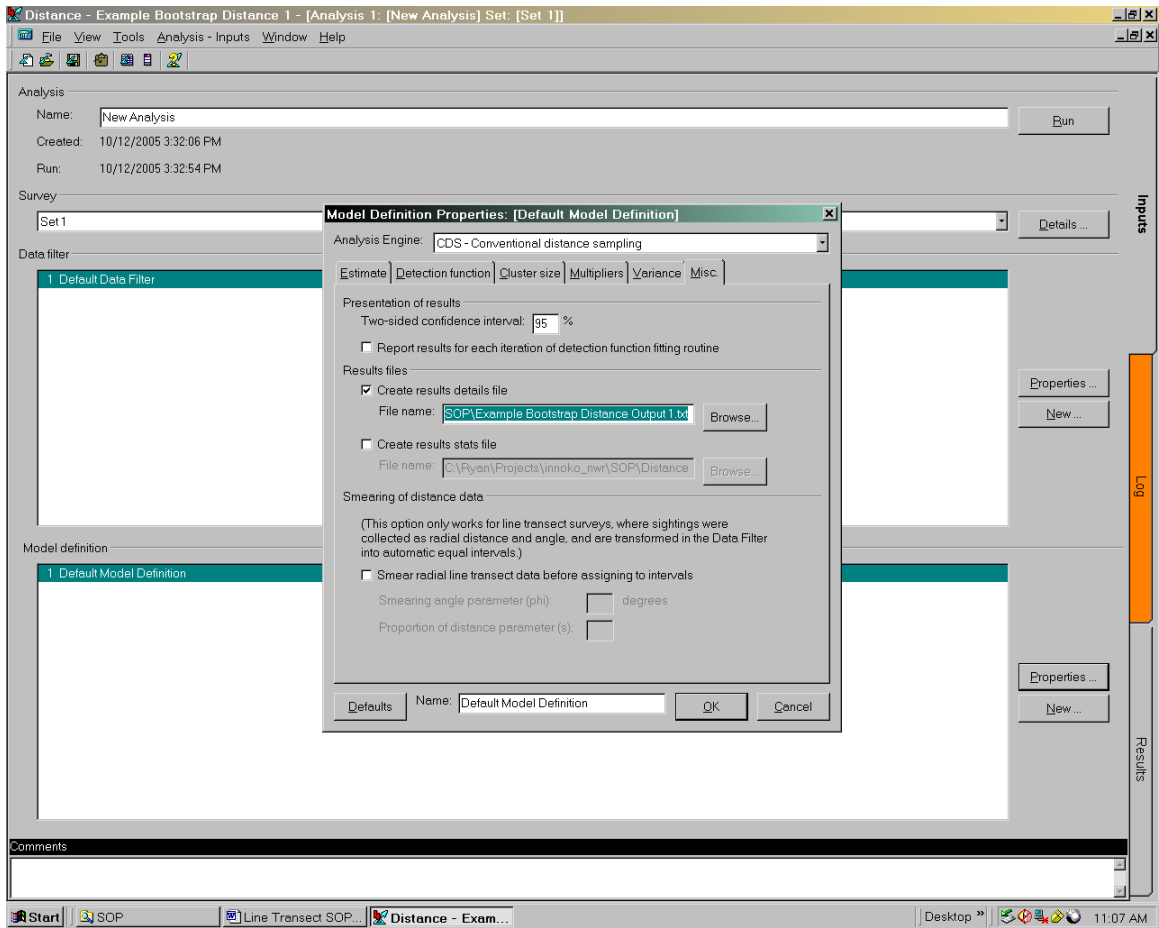 Distance - Example Bootstrap Distance 1 - [Analysis 1: [New Analysis] Set: [Set 1]]
File View Tools Analysis - Inputs Window Help
Analysis
Name: New Analysis Run
Created: 10/12/2005 3:32:06 PM
Run: 10/12/2005 3:32:54 PM
Survey
Set 1 Details ...
Data filter
1 Default Data Filter
Properties ...
New ...
Model definition
1 Default Model Definition
Properties ...
New ...
Comments
Inputs
Log
Results
Model Definition Properties: [Default Model Definition]
Analysis Engine: CDS - Conventional distance sampling
Estimate Detection function Cluster size Multipliers Variance Misc.
Presentation of results
Two-sided confidence interval: 95 %
Report results for each iteration of detection function fitting routine
Results files
Create results details file
File name: SOP\Example Bootstrap Distance Output 1.txt Browse...
Create results stats file
File name: C:\Ryan\Projects\innoko_nwr\SOP\Distance Browse...
Smearing of distance data
(This option only works for line transect surveys, where sightings were
collected as radial distance and angle, and are transformed in the Data Filter
into automatic equal intervals.)
Smear radial line transect data before assigning to intervals
Smearing angle parameter (phi): degrees
Proportion of distance parameter (s):
Defaults Name: Default Model Definition OK Cancel
Start SOP Line Transect SOP... Distance - Exam... Desktop » 11:07 AM